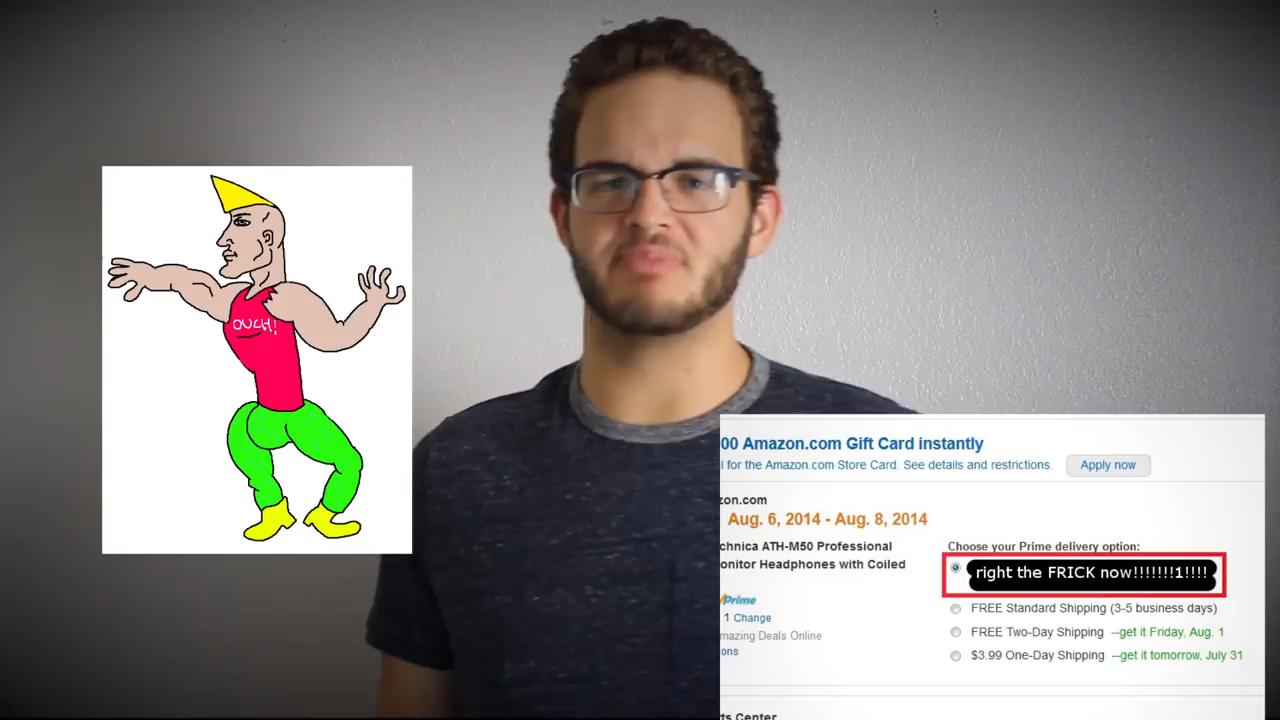 OUCH!
00 Amazon.com Gift Card instantly
l for the Amazon.com Store Card. See details and restrictions.
Apply now
zon.com
Aug. 6, 2014 - Aug. 8, 2014
chnica ATH-M50 Professional
onitor Headphones with Coiled
Prime
1 Change
mazing Deals Online
ons
Choose your Prime delivery option:
right the FRICK now!!!!!!!1!!!!
FREE Standard Shipping (3-5 business days)
FREE Two-Day Shipping --get it Friday, Aug. 1
$3.99 One-Day Shipping --get it tomorrow, July 31
rts Center